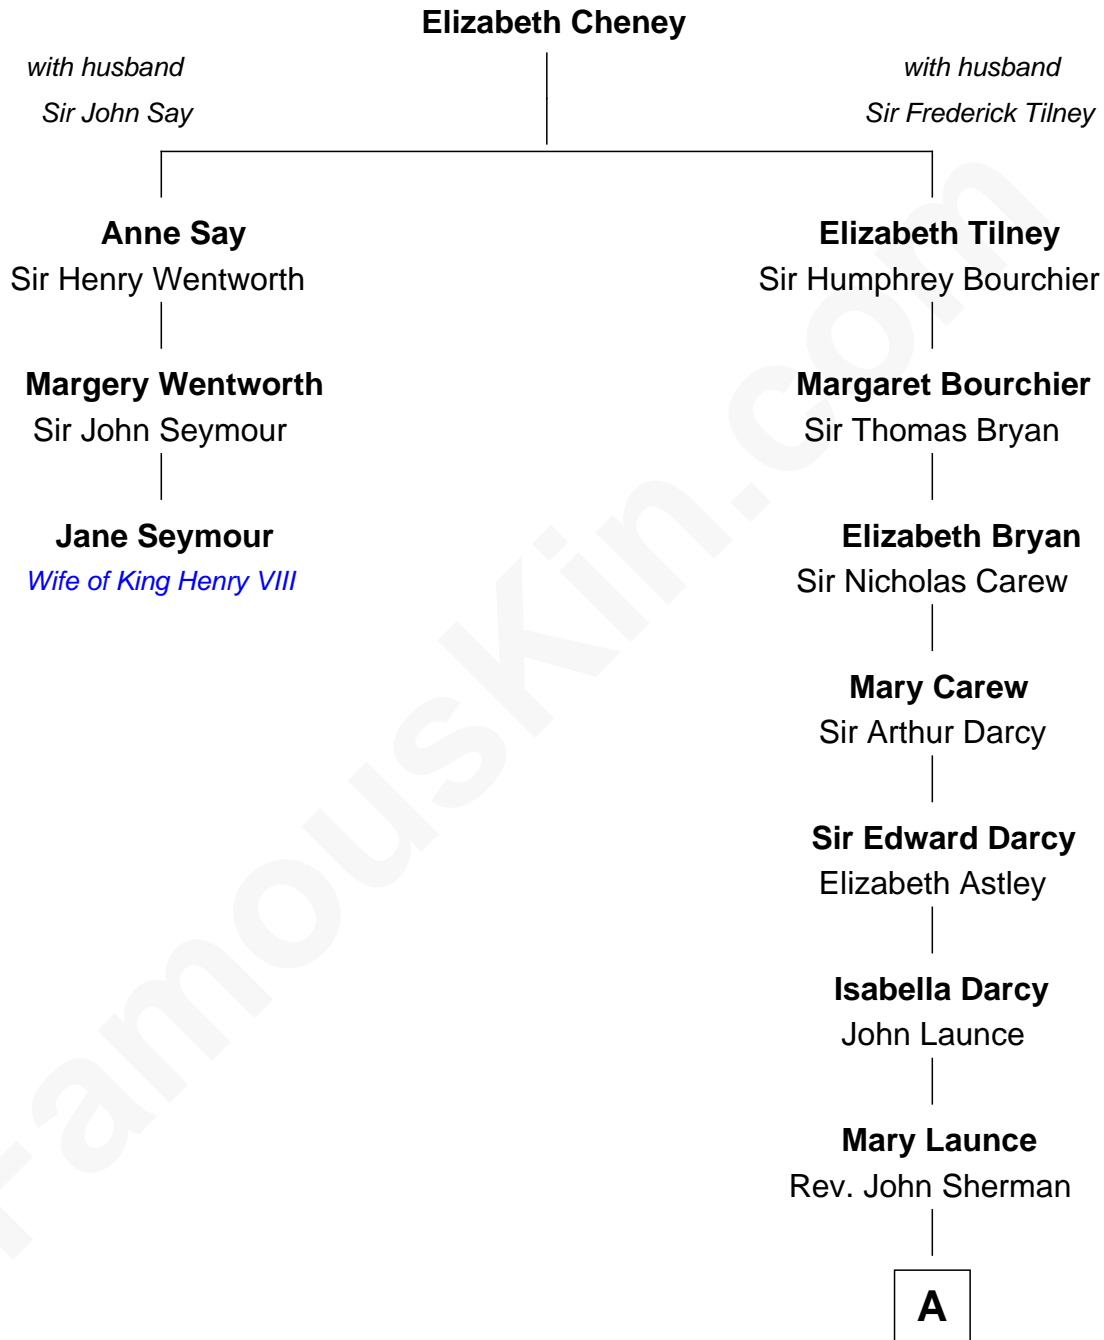 Elizabeth Cheney
with husband
Sir John Say
with husband
Sir Frederick Tilney
Anne Say
Sir Henry Wentworth
Elizabeth Tilney
Sir Humphrey Bourchier
Margery Wentworth
Sir John Seymour
Margaret Bourchier
Sir Thomas Bryan
Jane Seymour
Wife of King Henry VIII
Elizabeth Bryan
Sir Nicholas Carew
Mary Carew
Sir Arthur Darcy
Sir Edward Darcy
Elizabeth Astley
Isabella Darcy
John Launce
Mary Launce
Rev. John Sherman
A
FamousKin.com